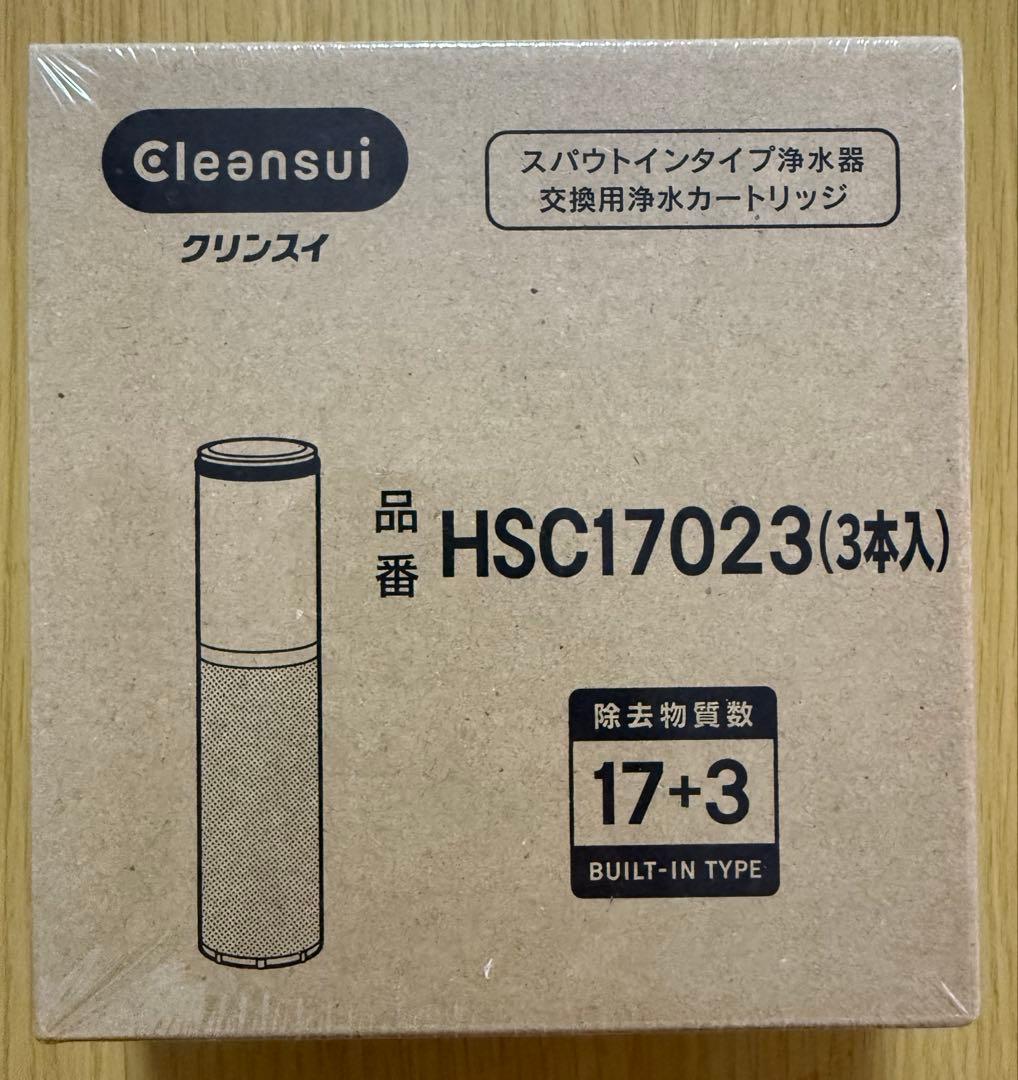 Cleansui
クリンスイ
スパウトインタイプ浄水器
交換用浄水カートリッジ
品番 HSC17023(3本入)
除去物質数
17+3
BUILT-IN TYPE